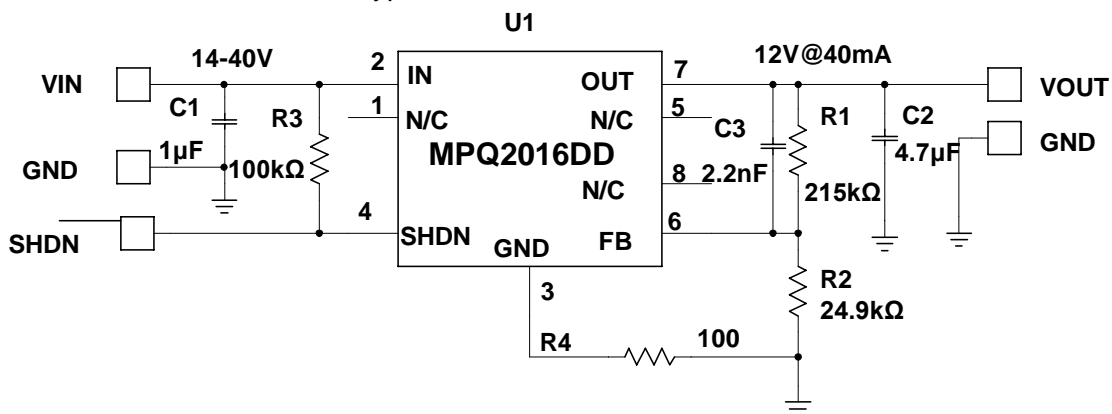 U1
14-40V
12V@40mA
VIN
2
IN
OUT
7
VOUT
C1
1
N/C
N/C
5
R3
C3
R1
C2
GND
1µF
100kΩ
MPQ2016DD
2.2nF
4.7µF
GND
8
N/C
215kΩ
4
6
SHDN
SHDN
FB
GND
3
R2
24.9kΩ
R4
100